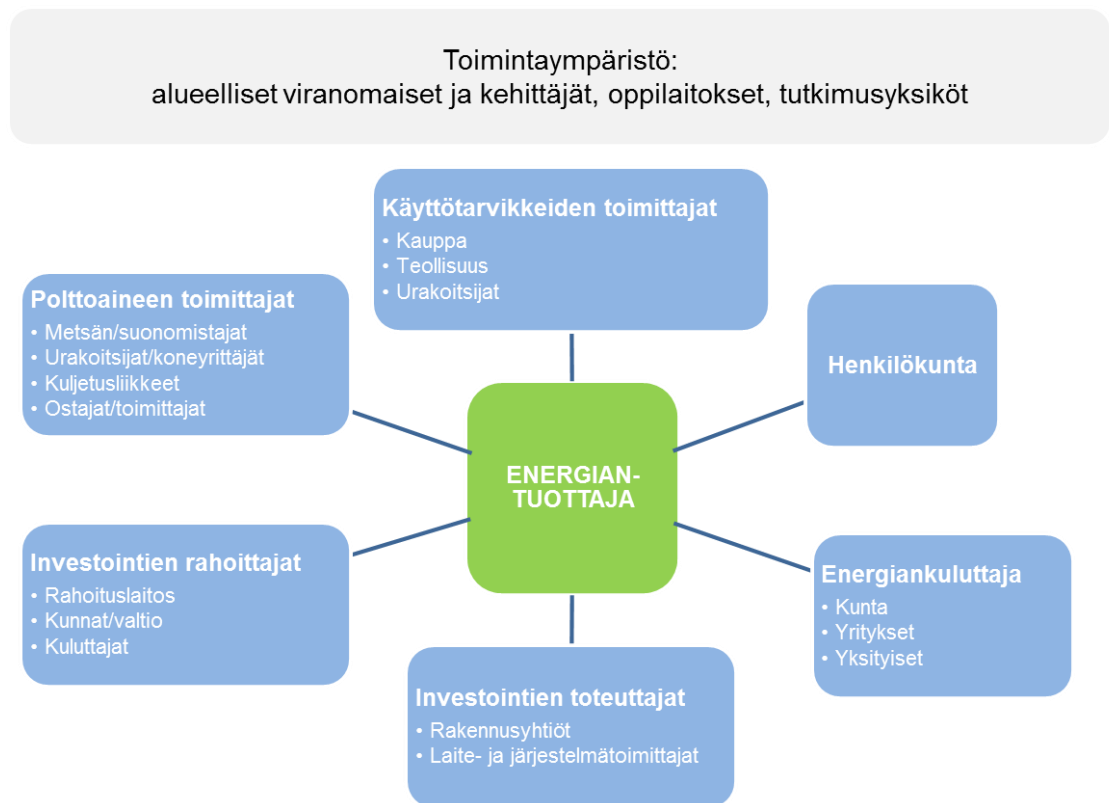 Toimintaympäristö:
alueelliset viranomaiset ja kehittäjät, oppilaitokset, tutkimusyksiköt
Käyttötarvikkeiden toimittajat
• Kauppa
• Teollisuus
• Urakoitsijat
Polttoaineen toimittajat
• Metsän/suonomistajat
• Urakoitsijat/koneyrittäjät
• Kuljetusliikkeet
• Ostajat/toimittajat
Henkilökunta
ENERGIAN-
TUOTTAJA
Investointien rahoittajat
• Rahoituslaitos
• Kunnat/valtio
• Kuluttajat
Energiankuluttaja
• Kunta
• Yritykset
• Yksityiset
Investointien toteuttajat
• Rakennusyhtiöt
• Laite- ja järjestelmätoimittajat